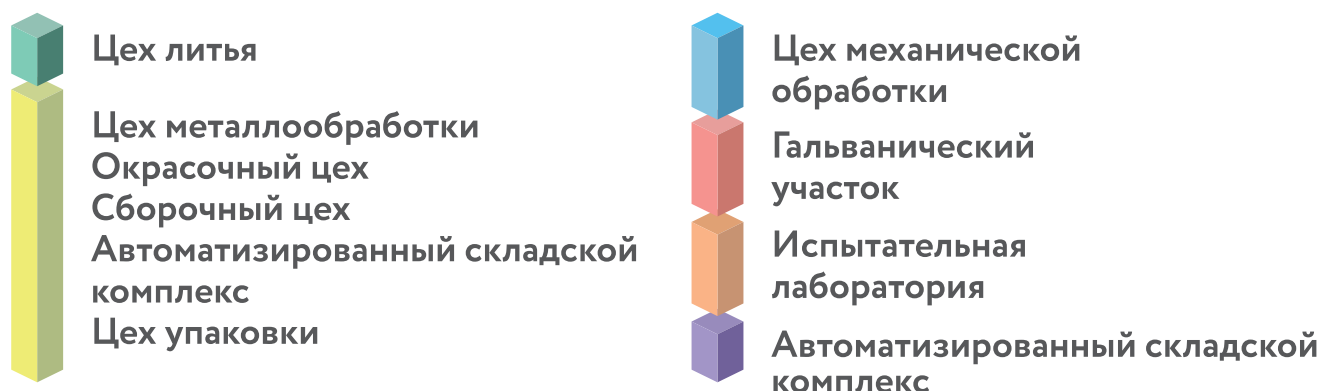 Цех литья
Цех металлообработки
Окрасочный цех
Сборочный цех
Автоматизированный складской
комплекс
Цех упаковки
Цех механической
обработки
Гальванический
участок
Испытательная
лаборатория
Автоматизированный складской
комплекс